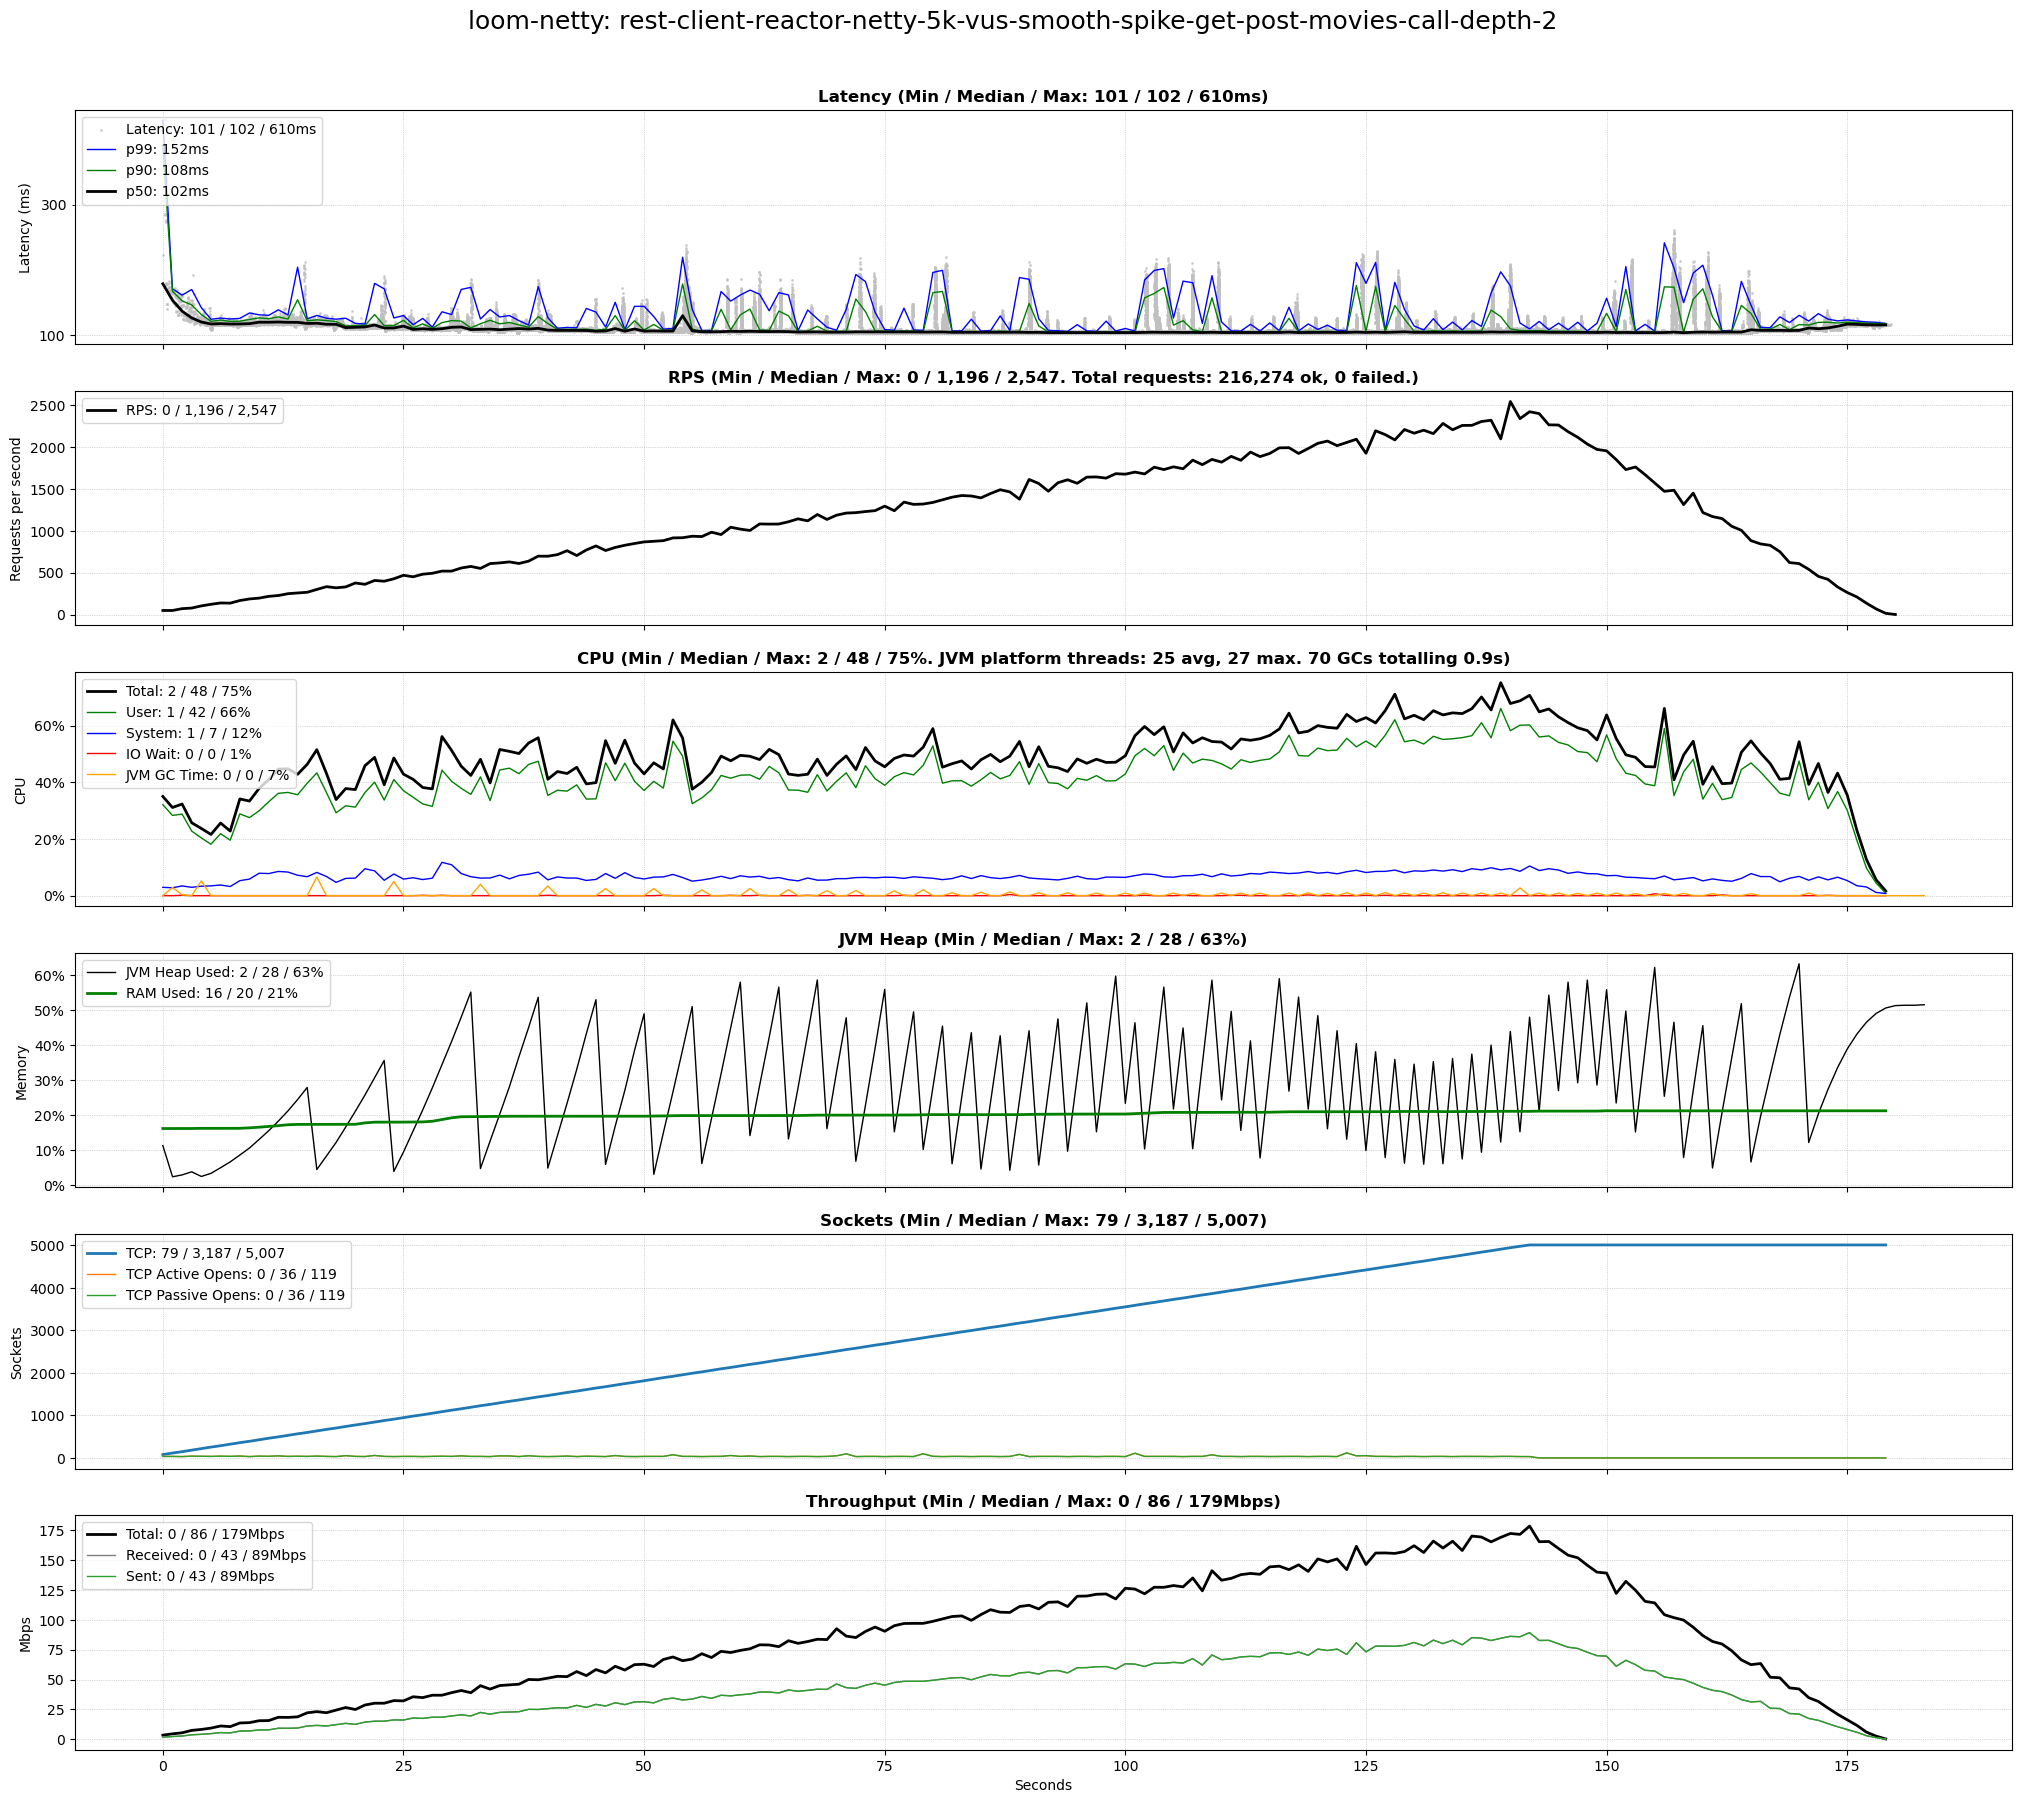 loom-netty: rest-client-reactor-netty-5k-vus-smooth-spike-get-post-movies-call-depth-2
Latency (Min / Median / Max: 101 / 102 / 610ms)
Latency: 101 / 102 / 610ms
p99: 152ms
p90: 108ms
p50: 102ms
Latency (ms)
300
100
RPS (Min / Median / Max: 0 / 1,196 / 2,547. Total requests: 216,274 ok, 0 failed.)
RPS: 0 / 1,196 / 2,547
Requests per second
2500
2000
1500
1000
500
0
CPU (Min / Median / Max: 2 / 48 / 75%. JVM platform threads: 25 avg, 27 max. 70 GCs totalling 0.9s)
Total: 2 / 48 / 75%
User: 1 / 42 / 66%
System: 1 / 7 / 12%
IO Wait: 0 / 0 / 1%
JVM GC Time: 0 / 0 / 7%
CPU
60%
40%
20%
0%
JVM Heap (Min / Median / Max: 2 / 28 / 63%)
JVM Heap Used: 2 / 28 / 63%
RAM Used: 16 / 20 / 21%
Memory
60%
50%
40%
30%
20%
10%
0%
Sockets (Min / Median / Max: 79 / 3,187 / 5,007)
TCP: 79 / 3,187 / 5,007
TCP Active Opens: 0 / 36 / 119
TCP Passive Opens: 0 / 36 / 119
Sockets
5000
4000
3000
2000
1000
0
Throughput (Min / Median / Max: 0 / 86 / 179Mbps)
Total: 0 / 86 / 179Mbps
Received: 0 / 43 / 89Mbps
Sent: 0 / 43 / 89Mbps
Mbps
175
150
125
100
75
50
25
0
0 25 50 75 100 125 150 175
Seconds